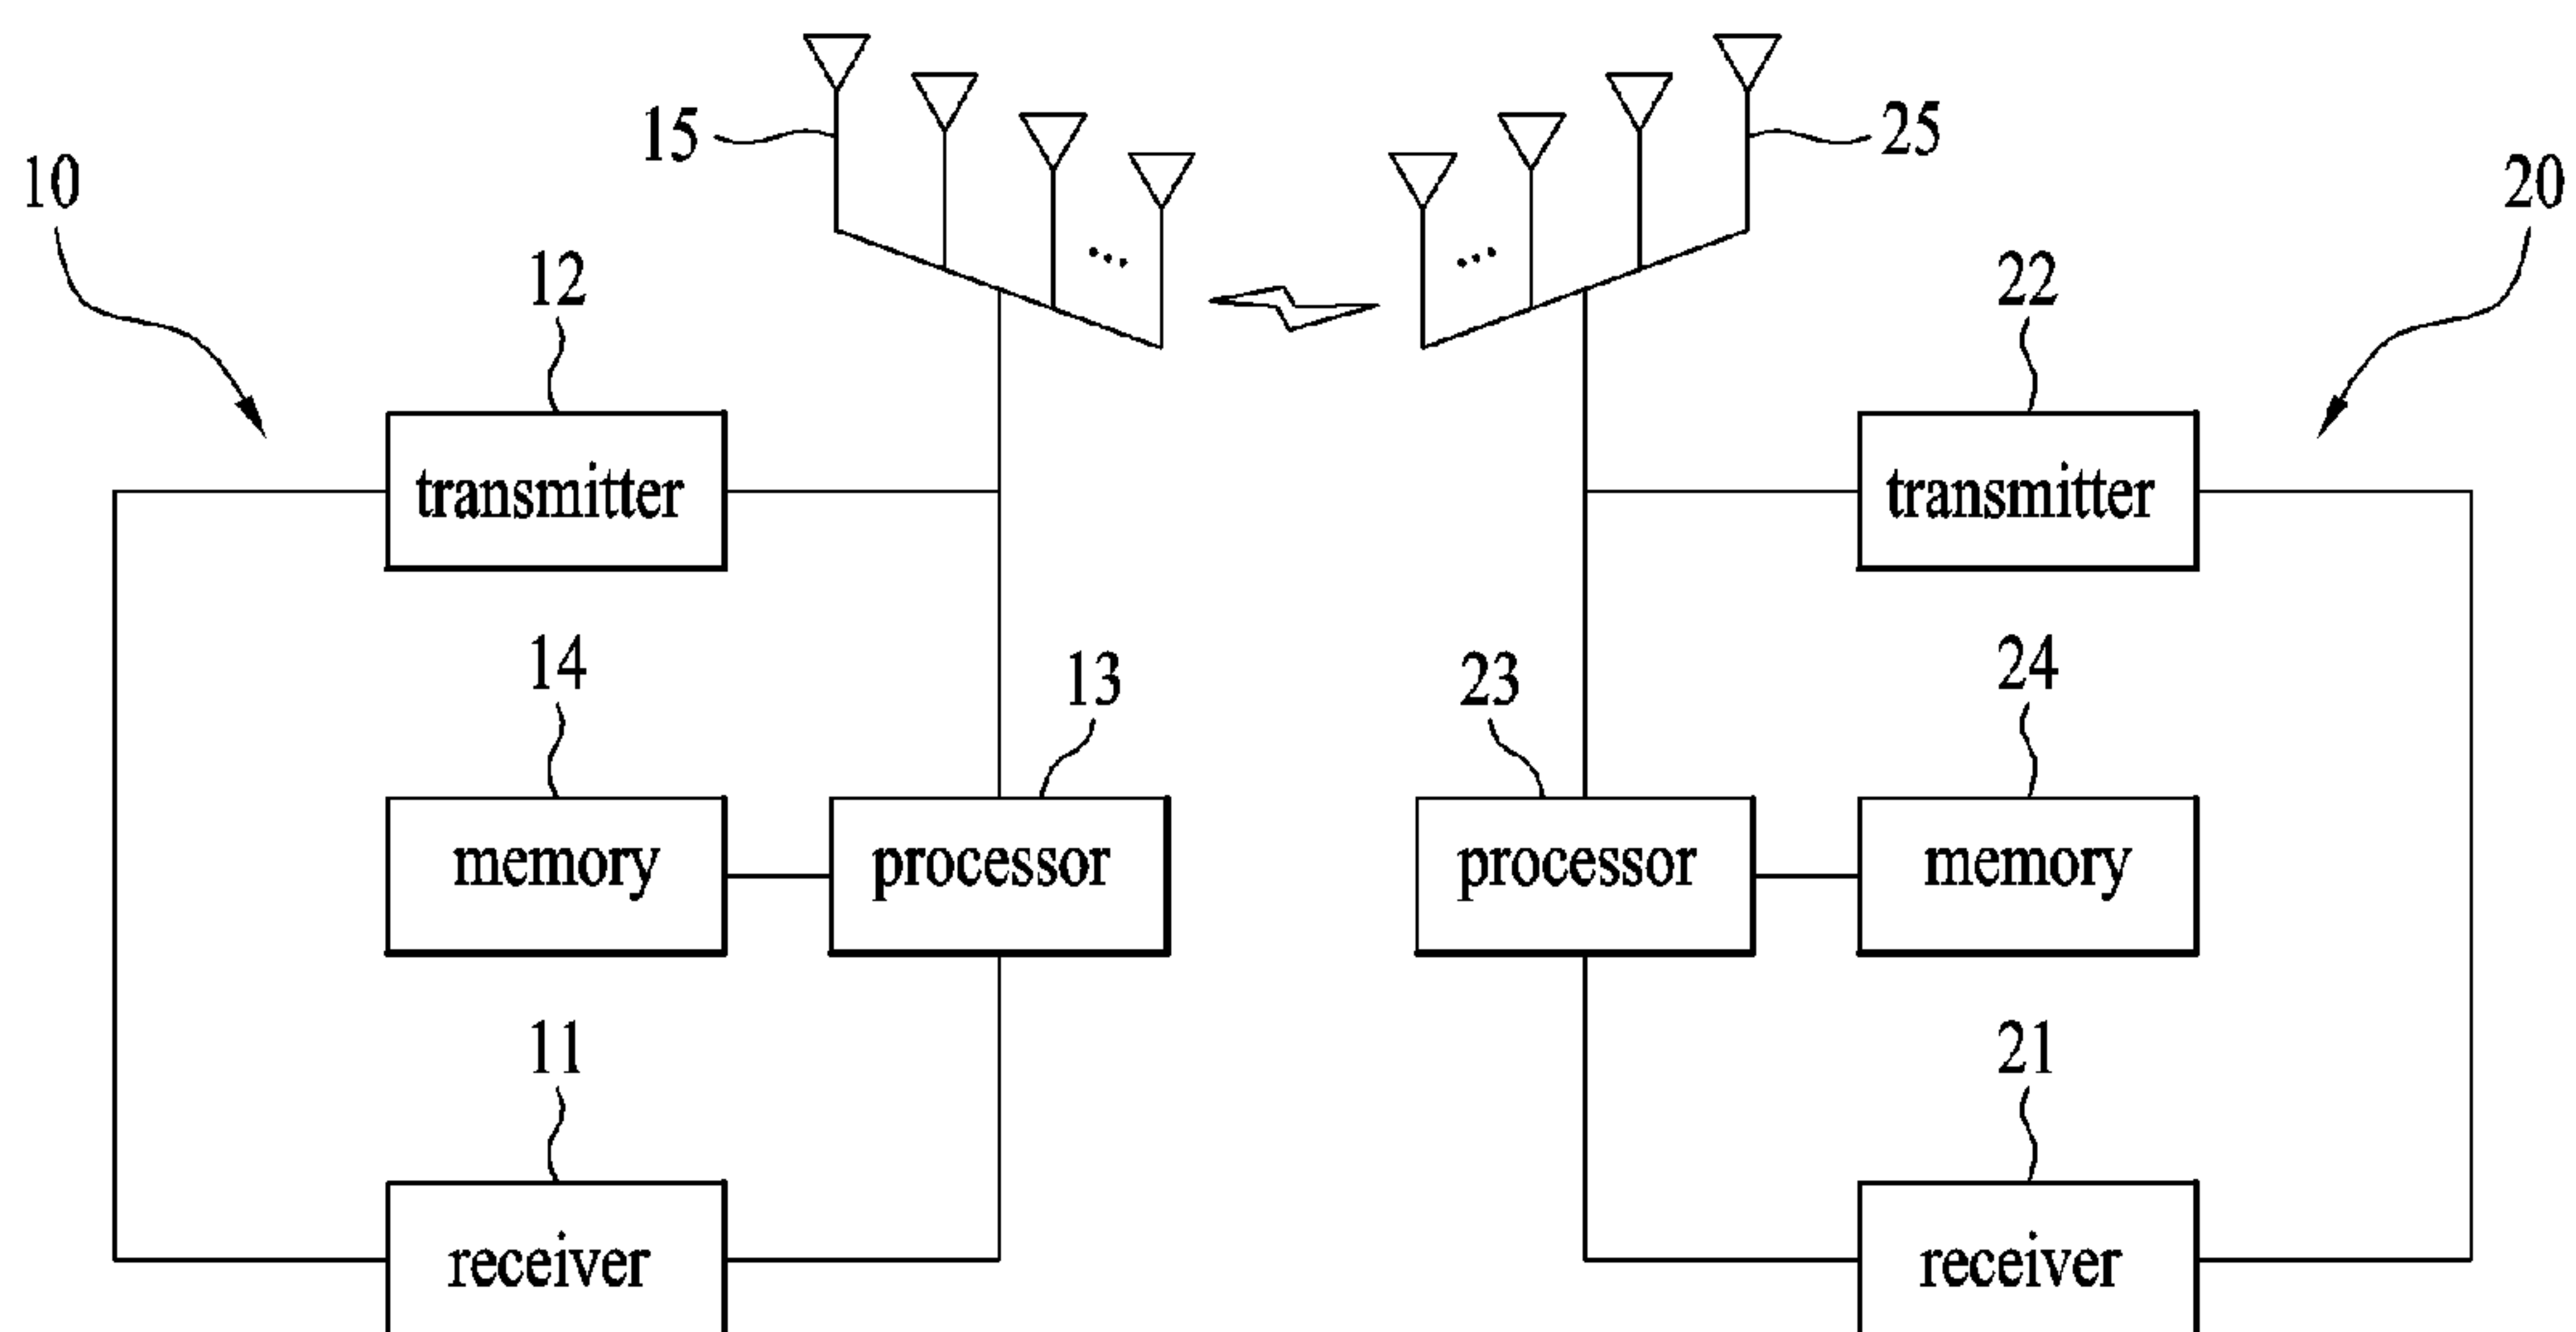 15
25
10
20
12
22
transmitter
transmitter
14
13
23
24
memory
processor
processor
memory
11
21
receiver
receiver